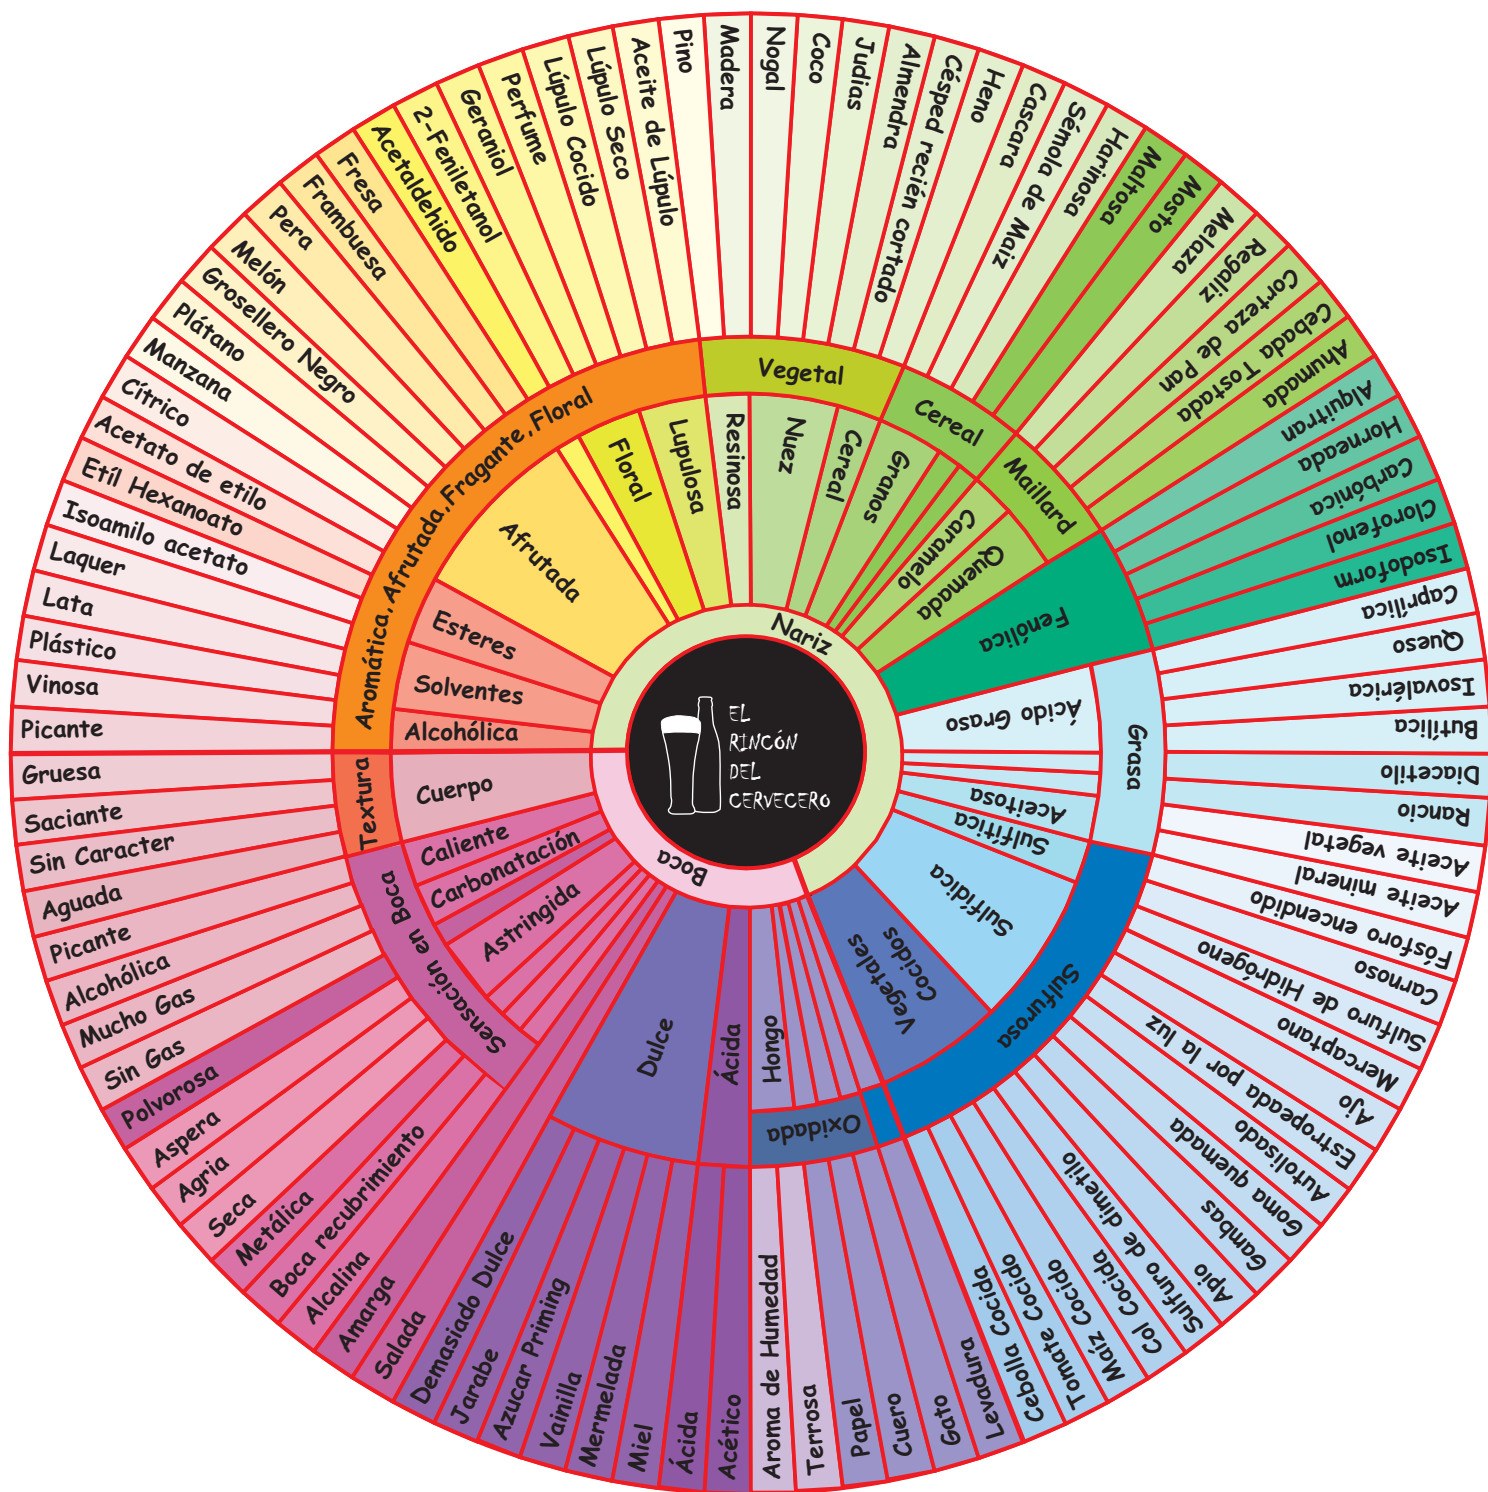 EL
RINCÓN
DEL
CERVECERO
Nariz
Boca
Aromática, Afrutada, Fragante, Floral
Vegetal
Cereal
Maillard
Fenólica
Grasa
Sulfurosa
Oxidada
Textura
Sensación en Boca
Alcohólica
Solventes
Esteres
Afrutada
Floral
Lupulosa
Resinosa
Nuez
Cereal
Granos
Caramelo
Quemada
Ácido Graso
Aceitosa
Sulfítica
Sulfídica
Vegetales
Cocidos
Hongo
Ácida
Dulce
Astringida
Carbonatación
Caliente
Cuerpo
Picante
Vinosa
Plástico
Lata
Laquer
Isoamilo acetato
Etíl Hexanoato
Acetato de etilo
Cítrico
Manzana
Plátano
Grosellero Negro
Melón
Pera
Frambuesa
Fresa
Acetaldehido
2-Feniletanol
Geraniol
Perfume
Lúpulo Cocido
Lúpulo Seco
Aceite de Lúpulo
Pino
Madera
Nogal
Coco
Judias
Almendra
Césped recién cortado
Heno
Cascara
Sémola de Maíz
Harinosa
Maltosa
Mosto
Melaza
Regaliz
Corteza de Pan
Cebada Tostada
Ahumada
Alquitran
Horneada
Carbónica
Clorofenol
Isodoform
Caprílica
Queso
Isovalérica
Butílica
Diacetilo
Rancio
Aceite vegetal
Aceite mineral
Fósforo encendido
Carnoso
Sulfuro de Hidrógeno
Mercaptano
Ajo
Estropeada por la luz
Autolisado
Goma quemada
Gambas
Apio
Sulfuro de dimetilo
Col Cocida
Maíz Cocido
Tomate Cocido
Cebolla Cocida
Levadura
Gato
Cuero
Papel
Terrosa
Aroma de Humedad
Acético
Ácida
Miel
Mermelada
Vainilla
Azucar Priming
Jarabe
Demasiado Dulce
Salada
Amarga
Alcalina
Boca recubrimiento
Metálica
Seca
Agria
Aspera
Polvorosa
Sin Gas
Mucho Gas
Alcohólica
Picante
Aguada
Sin Caracter
Saciante
Gruesa